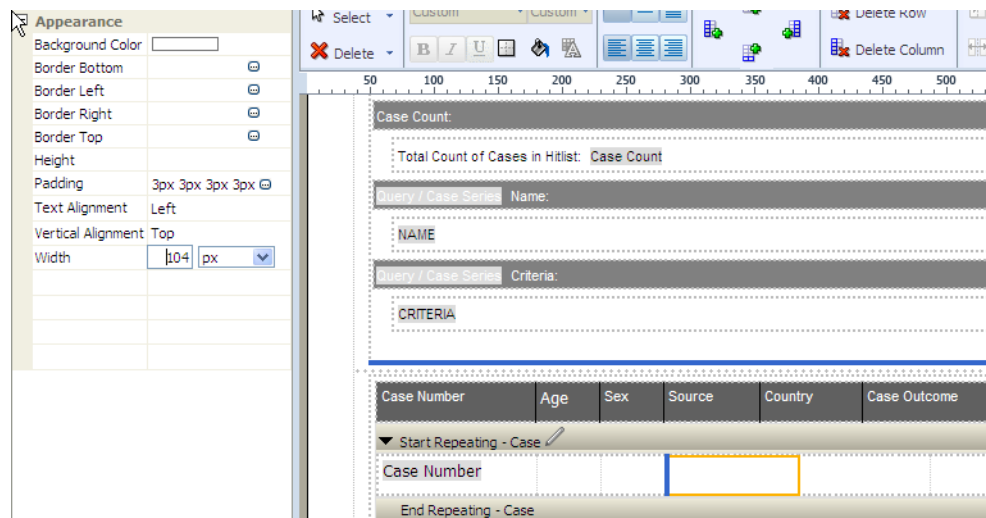 Appearance
Background Color
Border Bottom
Border Left
Border Right
Border Top
Height
Padding 3px 3px 3px 3px
Text Alignment Left
Vertical Alignment Top
Width 104 px
Select Custom Custom Delete Row
Delete B I U A Delete Column
50 100 150 200 250 300 350 400 450 500
Case Count:
Total Count of Cases in Hitlist: Case Count
Query / Case Series Name:
NAME
Query / Case Series Criteria:
CRITERIA
Case Number Age Sex Source Country Case Outcome
Start Repeating - Case
Case Number
End Repeating - Case